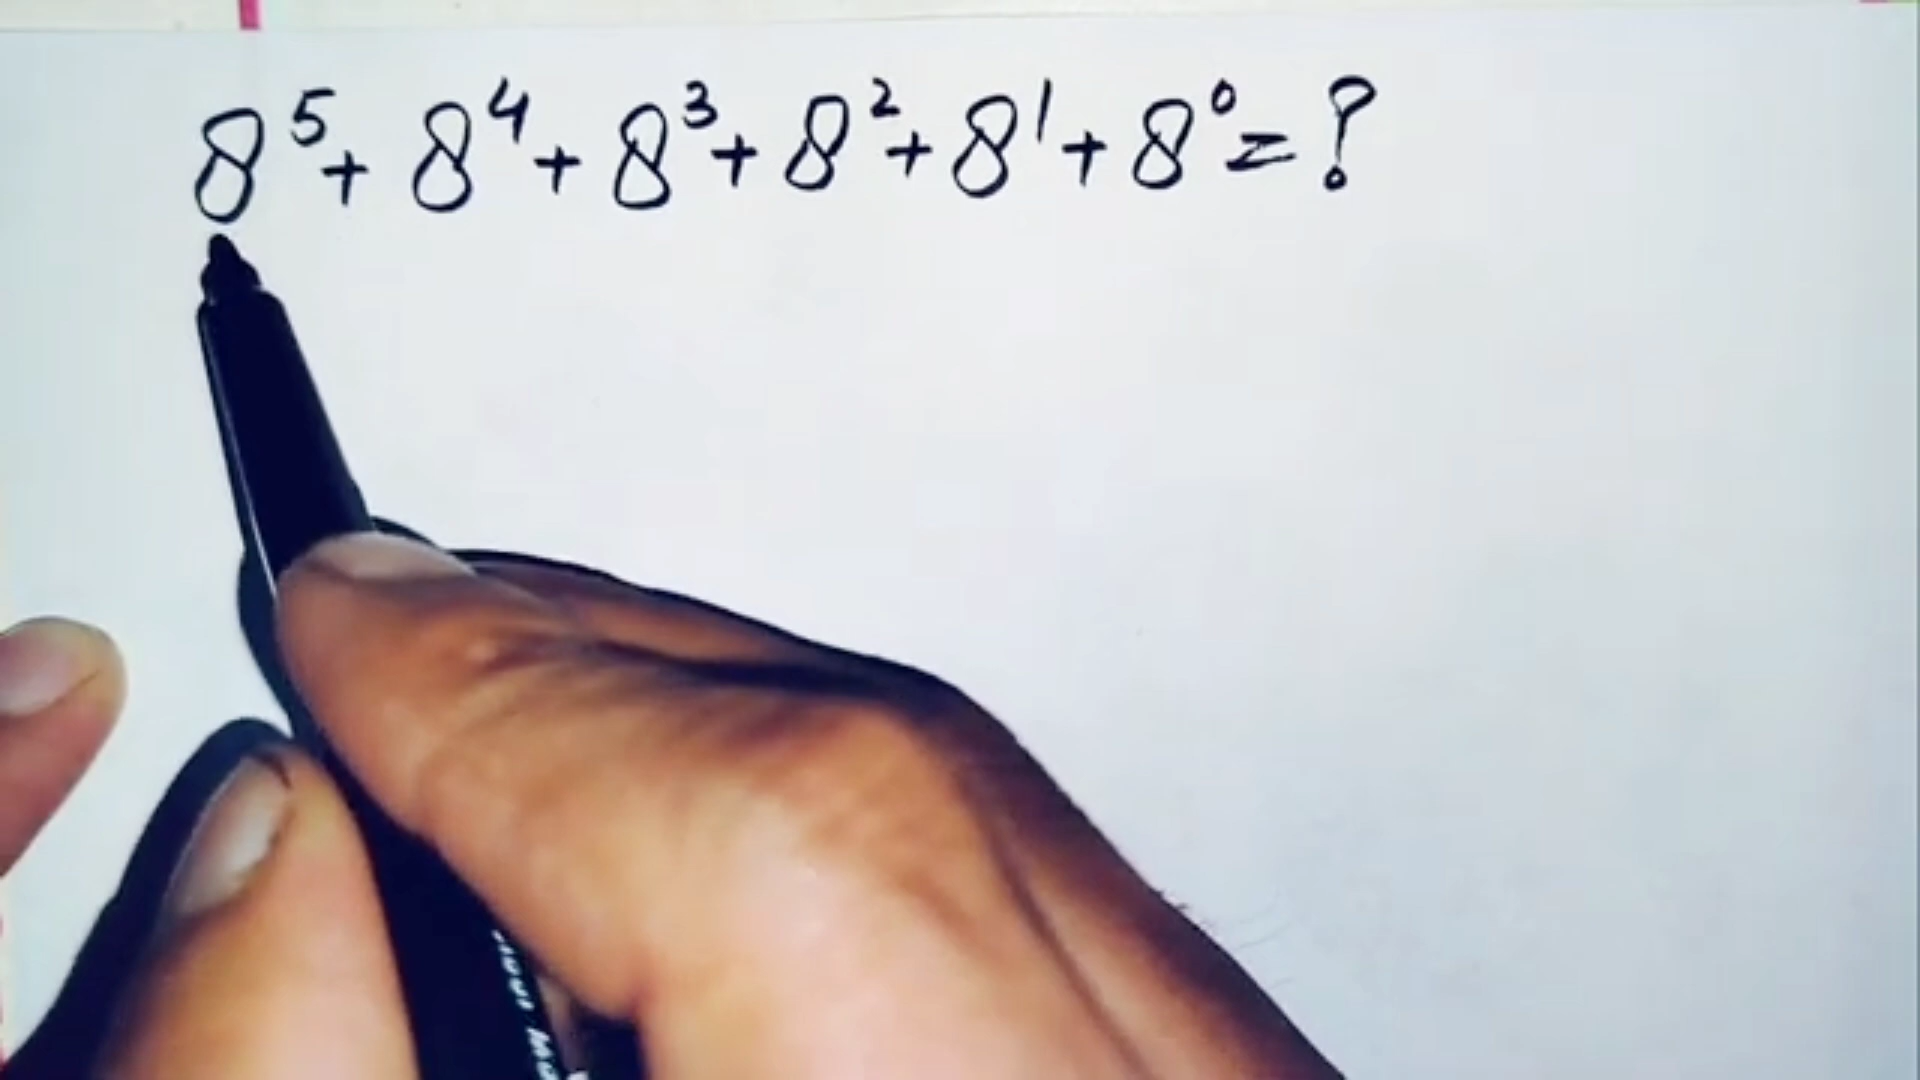 8⁵ + 8⁴ + 8³ + 8² + 8¹ + 8⁰ = ?